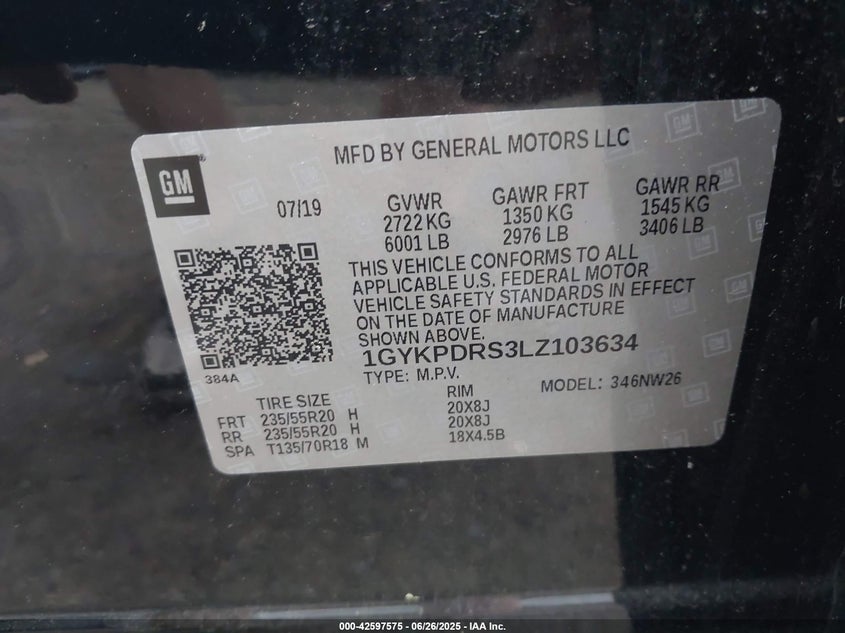 MFD BY GENERAL MOTORS LLC
GM
®
07/19
GVWR
2722 KG
6001 LB
GAWR FRT
1350 KG
2976 LB
GAWR RR
1545 KG
3406 LB
THIS VEHICLE CONFORMS TO ALL
APPLICABLE U.S. FEDERAL MOTOR
VEHICLE SAFETY STANDARDS IN EFFECT
ON THE DATE OF MANUFACTURE
SHOWN ABOVE.
1GYKPDRS3LZ103634
TYPE: M.P.V.
MODEL: 346NW26
384A
TIRE SIZE RIM
FRT 235/55R20 H 20X8J
RR 235/55R20 H 20X8J
SPA T135/70R18 M 18X4.5B
000-42597575 - 06/26/2025 - IAA Inc.